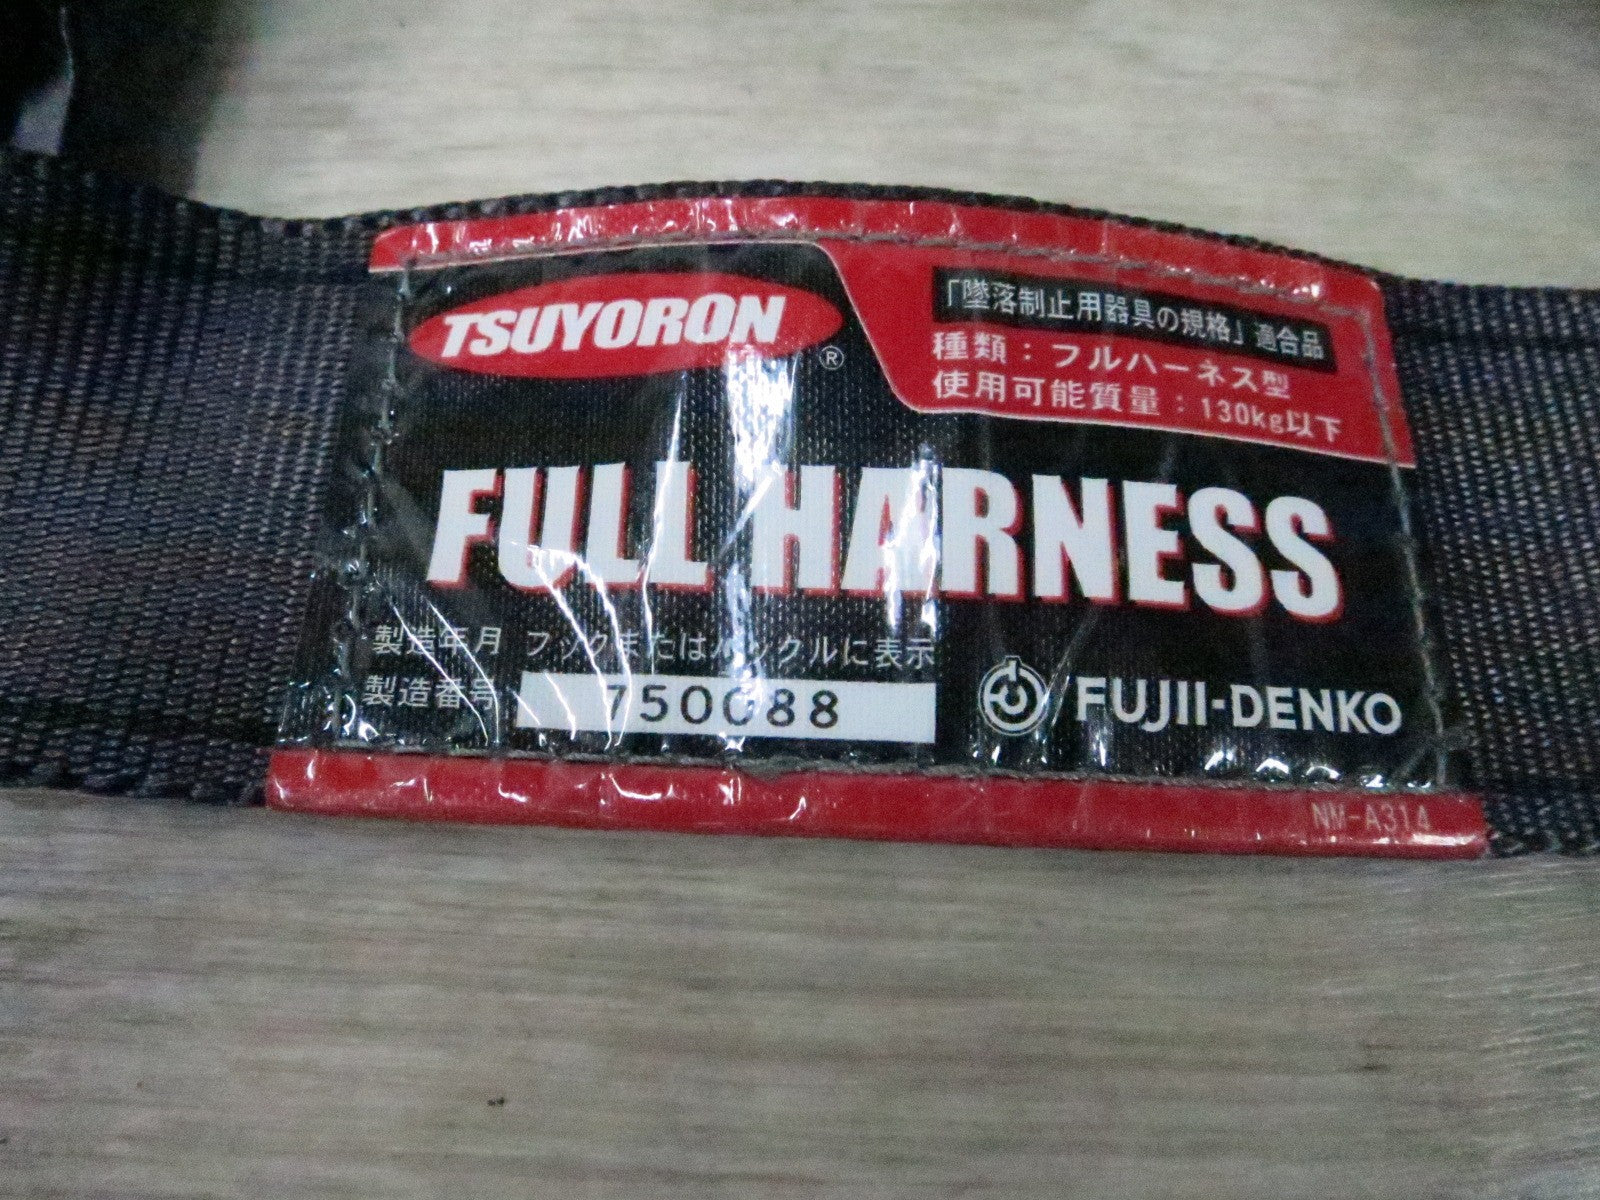 TSUYORON
®
「墜落制止用器具の規格」適合品
種類：フルハーネス型
使用可能質量：130kg以下
FULL HARNESS
製造年月 フックまたはバックルに表示
製造番号 750088
FUJII-DENKO
NM-A314